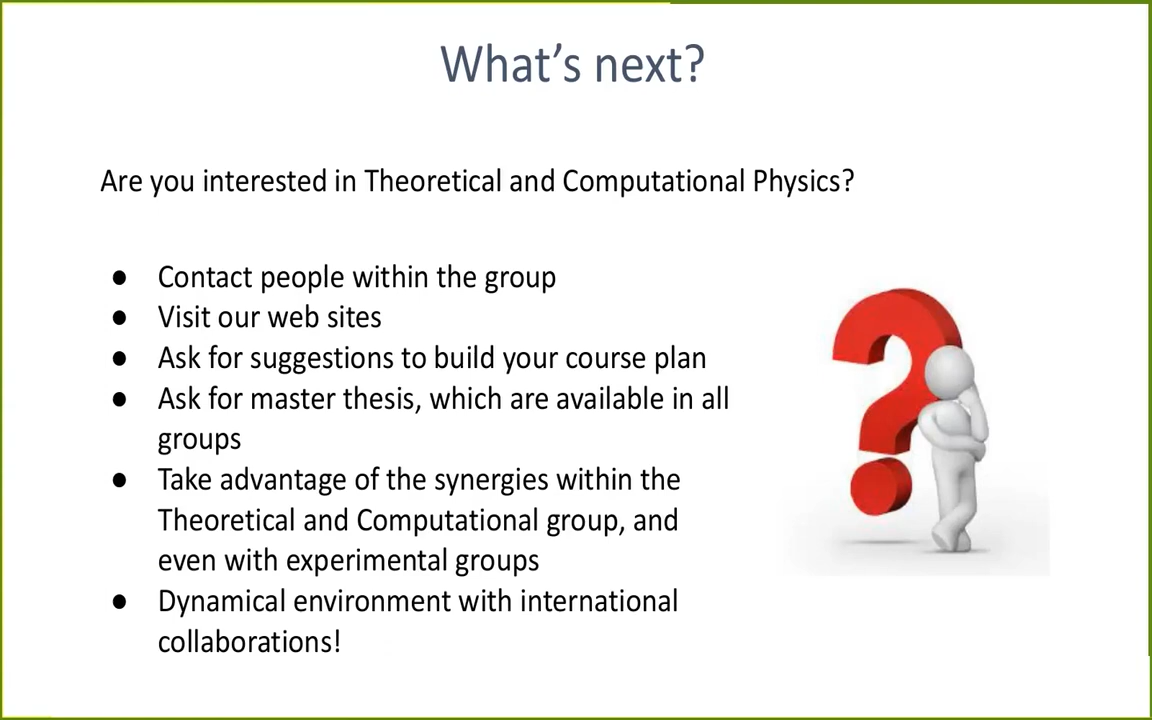 What's next?
Are you interested in Theoretical and Computational Physics?
● Contact people within the group
● Visit our web sites
● Ask for suggestions to build your course plan
● Ask for master thesis, which are available in all
groups
● Take advantage of the synergies within the
Theoretical and Computational group, and
even with experimental groups
● Dynamical environment with international
collaborations!